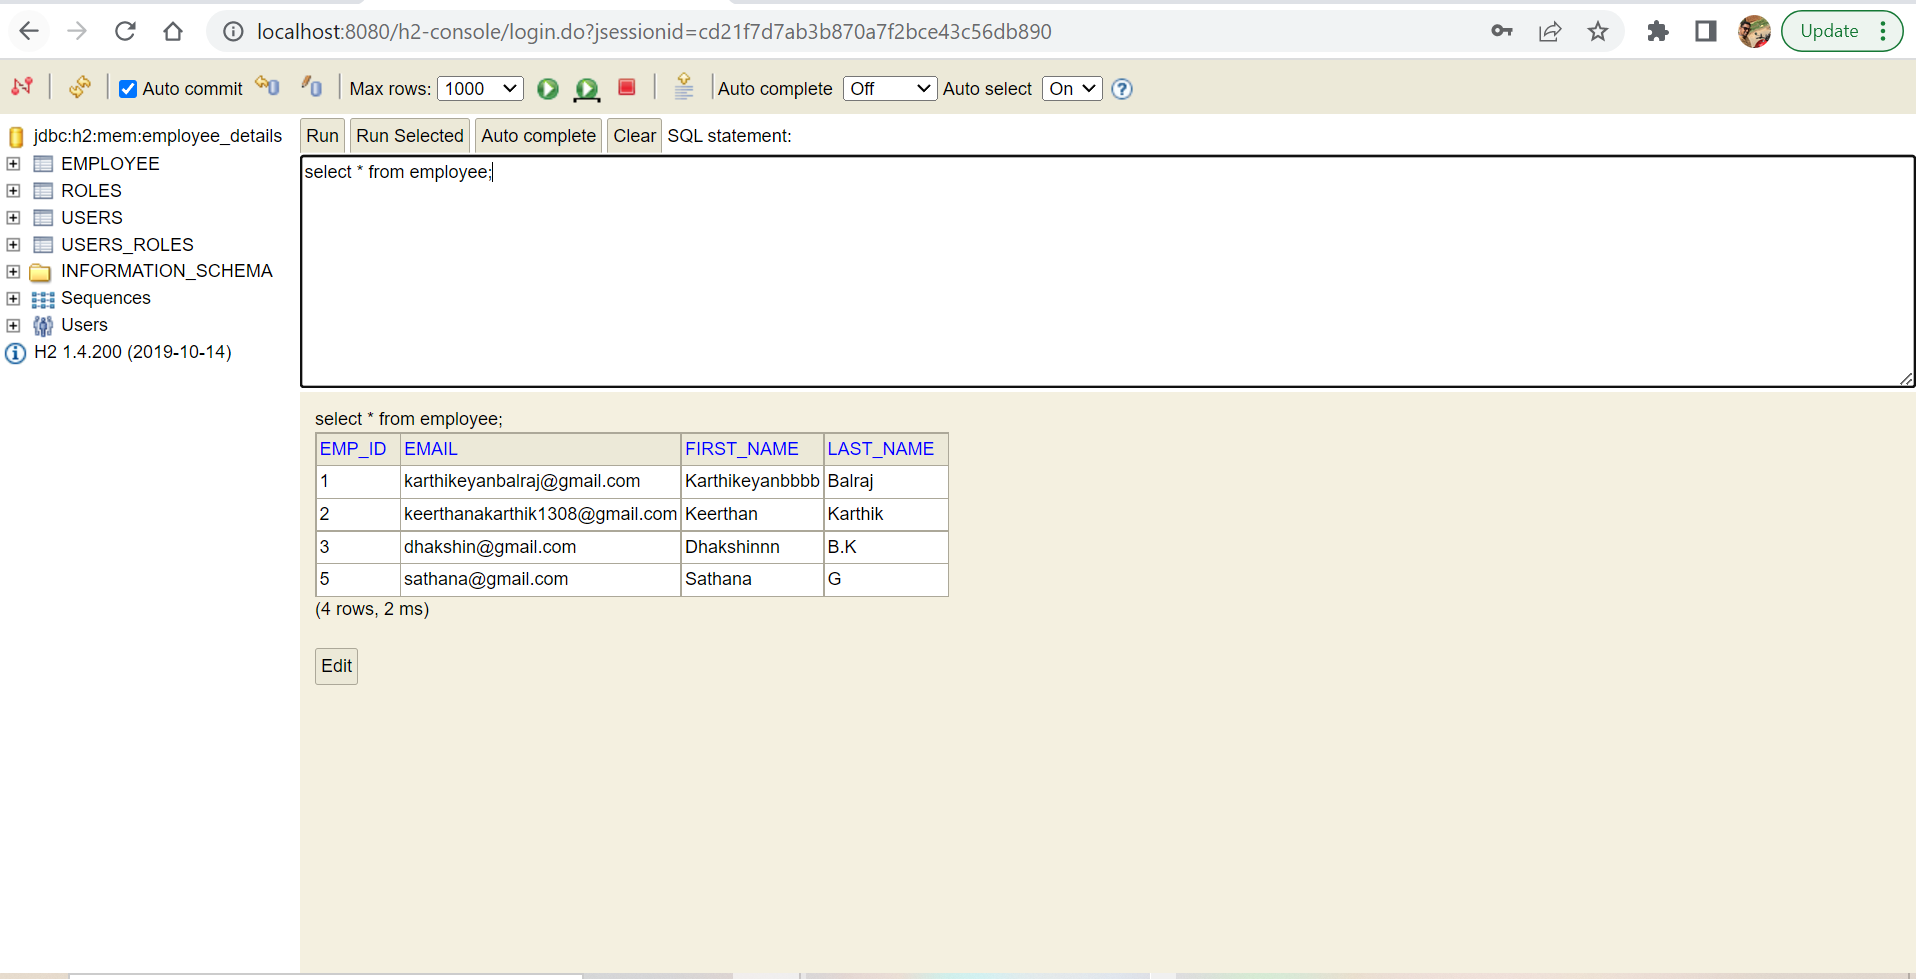 localhost:8080/h2-console/login.do?jsessionid=cd21f7d7ab3b870a7f2bce43c56db890 Update
Auto commit Max rows: 1000 Auto complete Off Auto select On
jdbc:h2:mem:employee_details
EMPLOYEE
ROLES
USERS
USERS_ROLES
INFORMATION_SCHEMA
Sequences
Users
H2 1.4.200 (2019-10-14)
Run Run Selected Auto complete Clear SQL statement:
select * from employee;
select * from employee;
EMP_ID EMAIL FIRST_NAME LAST_NAME
1 karthikeyanbalraj@gmail.com Karthikeyanbbbb Balraj
2 keerthanakarthik1308@gmail.com Keerthan Karthik
3 dhakshin@gmail.com Dhakshinnn B.K
5 sathana@gmail.com Sathana G
(4 rows, 2 ms)
Edit